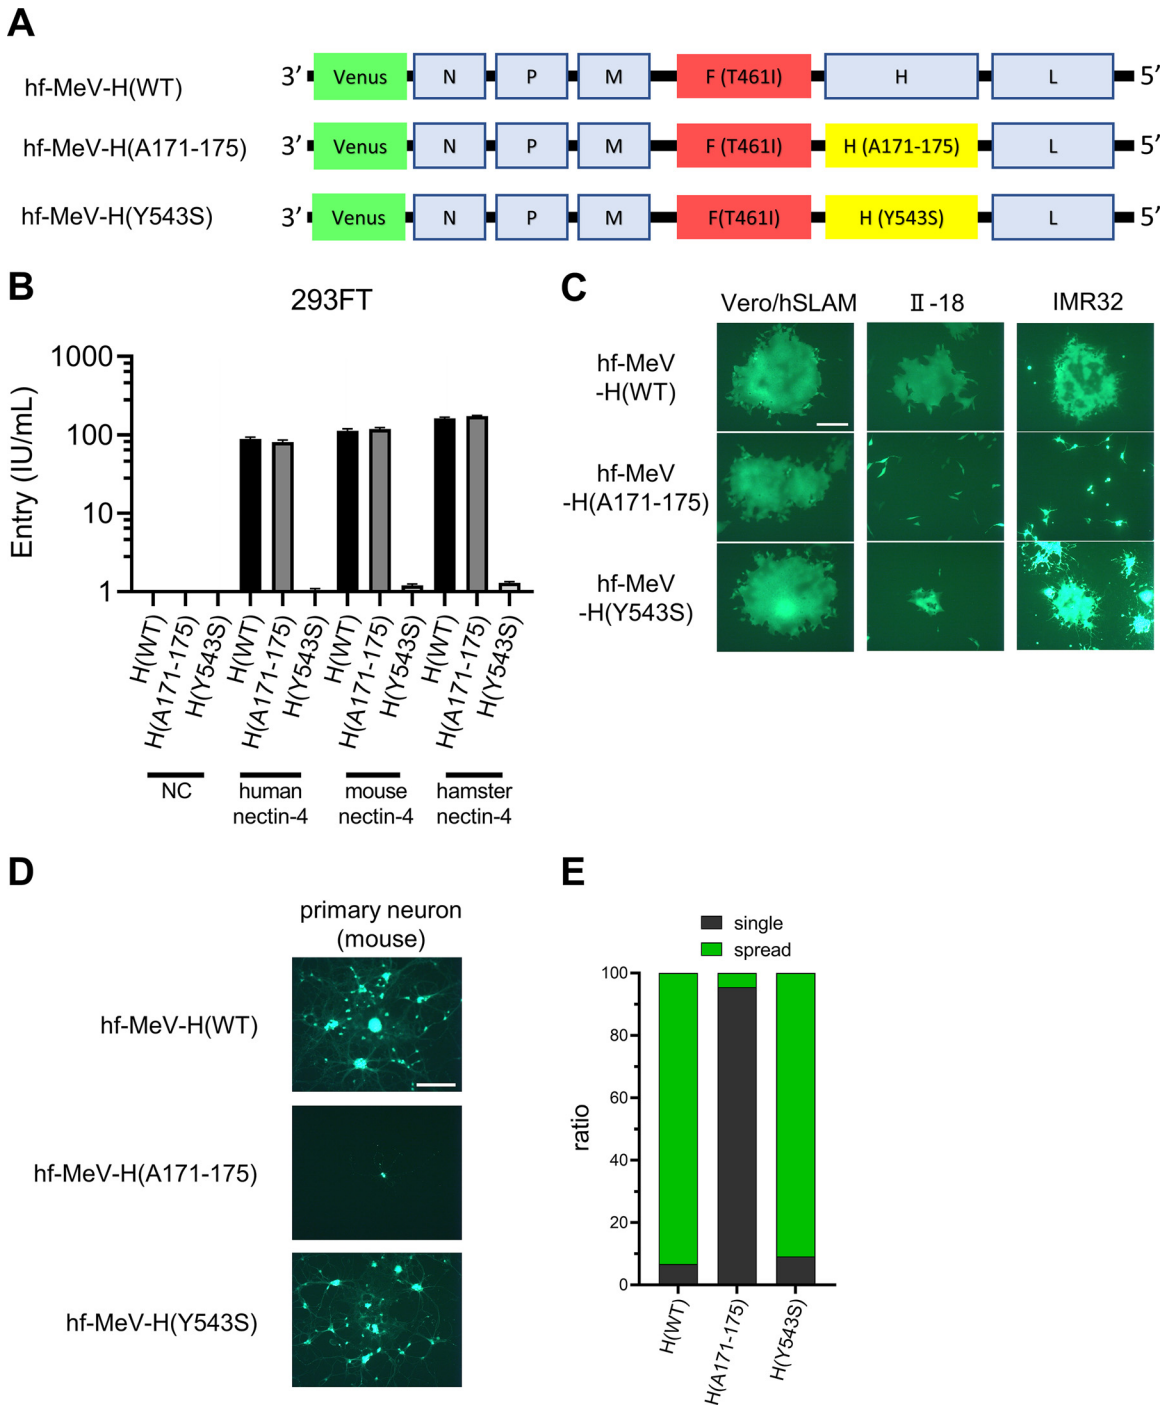 A
hf-MeV-H(WT)
3’ Venus N P M F (T461I) H L 5’
hf-MeV-H(A171-175)
3’ Venus N P M F (T461I) H (A171-175) L 5’
hf-MeV-H(Y543S)
3’ Venus N P M F(T461I) H (Y543S) L 5’
B
293FT
Entry (IU/mL)
1000
100
10
1
H(WT)
H(A171-175)
H(Y543S)
H(WT)
H(A171-175)
H(Y543S)
H(WT)
H(A171-175)
H(Y543S)
H(WT)
H(A171-175)
H(Y543S)
NC
human
nectin-4
mouse
nectin-4
hamster
nectin-4
C
Vero/hSLAM Ⅱ-18 IMR32
hf-MeV
-H(WT)
hf-MeV
-H(A171-175)
hf-MeV
-H(Y543S)
D
primary neuron
(mouse)
hf-MeV-H(WT)
hf-MeV-H(A171-175)
hf-MeV-H(Y543S)
E
single
spread
ratio
100
80
60
40
20
0
H(WT)
H(A171-175)
H(Y543S)